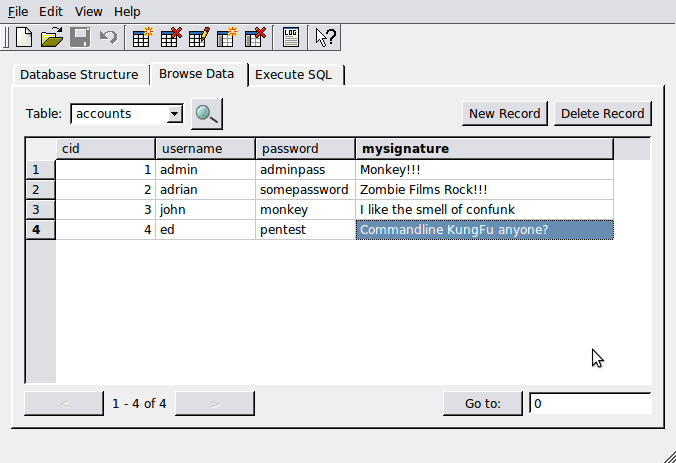 File Edit View Help
LOG
Database Structure Browse Data Execute SQL
Table: accounts New Record Delete Record
cid username password mysignature
1 1 admin adminpass Monkey!!!
2 2 adrian somepassword Zombie Films Rock!!!
3 3 john monkey I like the smell of confunk
4 4 ed pentest Commandline KungFu anyone?
< 1 - 4 of 4 > Go to: 0